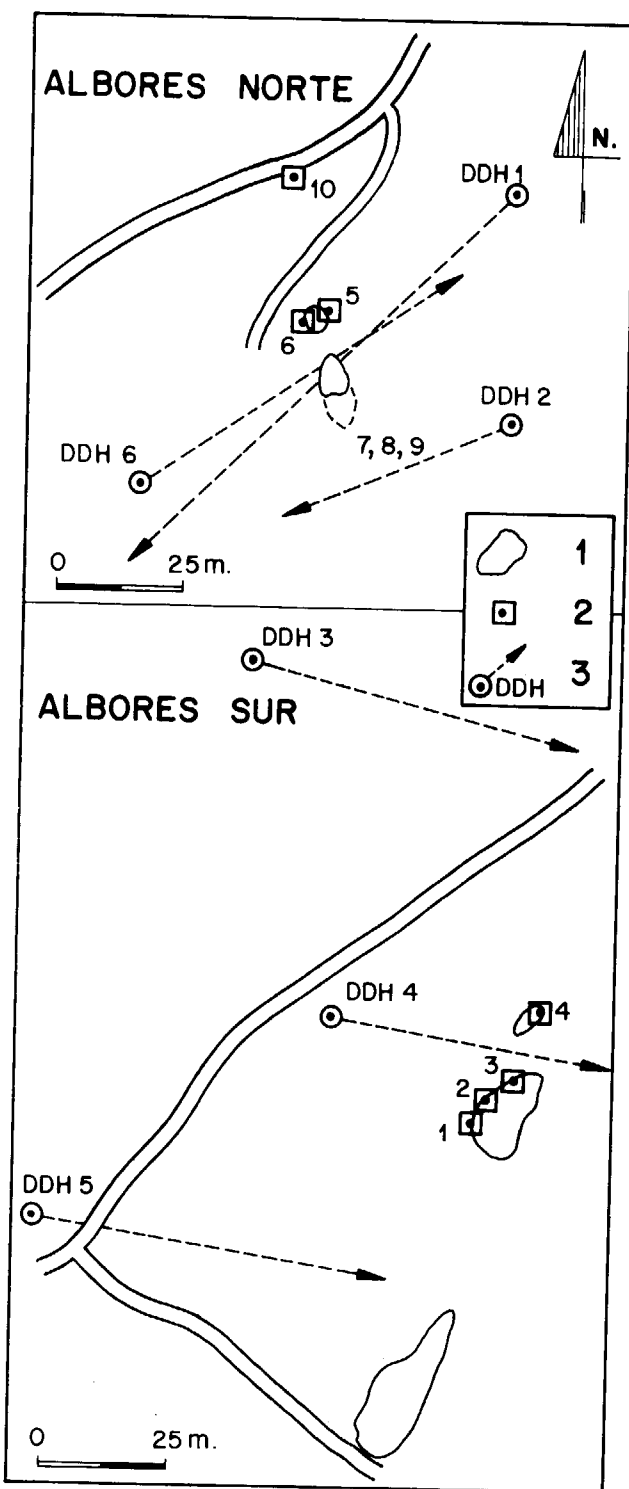 ALBORES NORTE
N.
10
DDH 1
5
6
DDH 2
7, 8, 9
DDH 6
0 25 m.
1
2
DDH 3
DDH 3
ALBORES SUR
DDH 4
4
3
2
1
DDH 5
0 25 m.